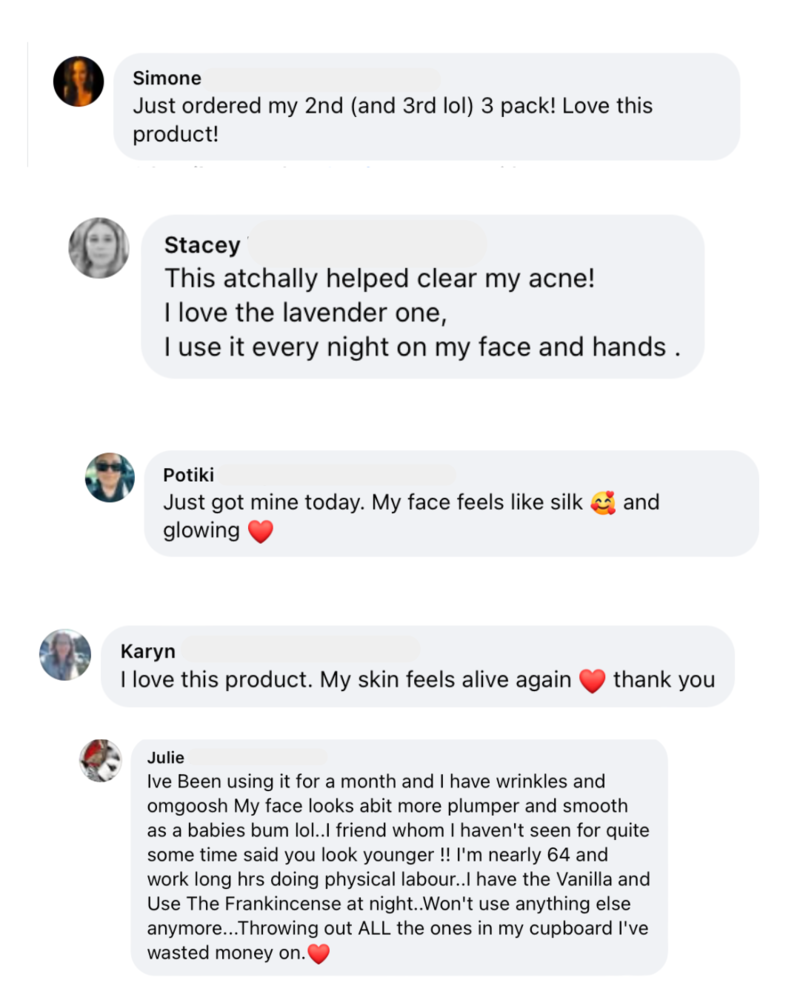 Simone
Just ordered my 2nd (and 3rd lol) 3 pack! Love this
product!
Stacey
This atchally helped clear my acne!
I love the lavender one,
I use it every night on my face and hands .
Potiki
Just got mine today. My face feels like silk 🥰 and
glowing ❤️
Karyn
I love this product. My skin feels alive again ❤️ thank you
Julie
Ive Been using it for a month and I have wrinkles and
omgoosh My face looks abit more plumper and smooth
as a babies bum lol..I friend whom I haven't seen for quite
some time said you look younger !! I'm nearly 64 and
work long hrs doing physical labour..I have the Vanilla and
Use The Frankincense at night..Won't use anything else
anymore...Throwing out ALL the ones in my cupboard I've
wasted money on.❤️